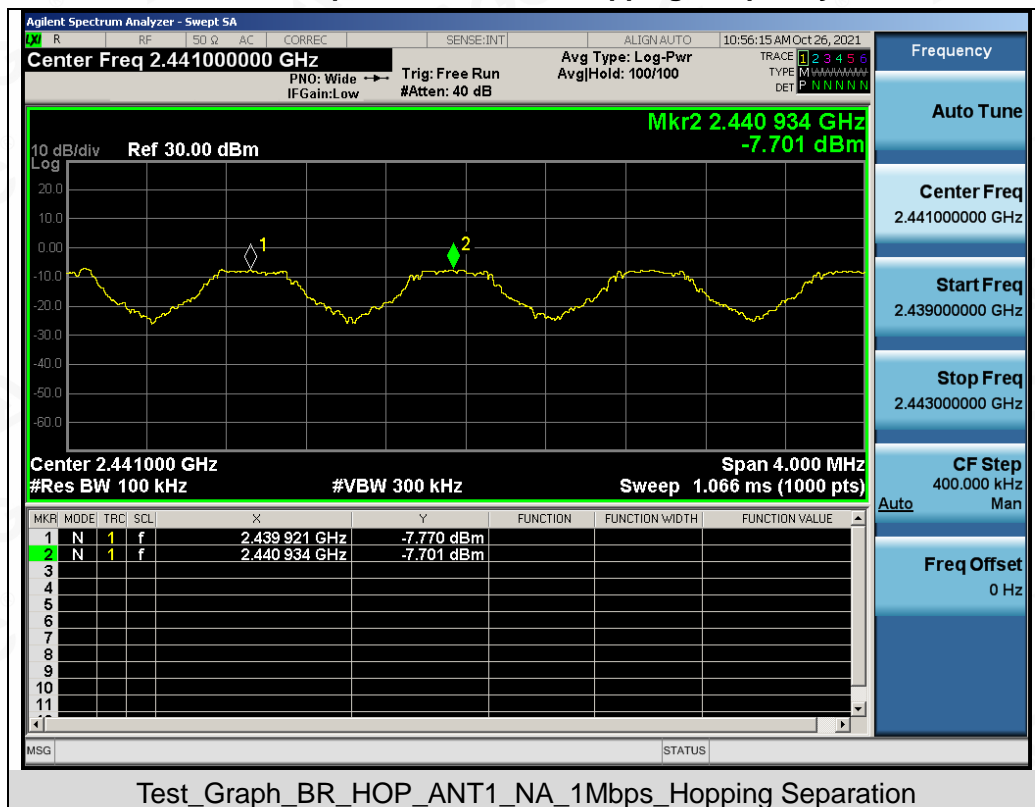 Agilent Spectrum Analyzer - Swept SA
LXI R RF 50 Ω AC CORREC SENSE:INT ALIGN AUTO 10:56:15 AM Oct 26, 2021
Center Freq 2.441000000 GHz
PNO: Wide Trig: Free Run Avg Type: Log-Pwr TRACE 1 2 3 4 5 6
IFGain:Low #Atten: 40 dB Avg|Hold: 100/100 TYPE M
DET P N N N N N
Mkr2 2.440 934 GHz
-7.701 dBm
10 dB/div Ref 30.00 dBm
Log
20.0
10.0
0.00
-10.0
-20.0
-30.0
-40.0
-50.0
-60.0
1
2
Center 2.441000 GHz Span 4.000 MHz
#Res BW 100 kHz #VBW 300 kHz Sweep 1.066 ms (1000 pts)
MKR MODE TRC SCL X Y FUNCTION FUNCTION WIDTH FUNCTION VALUE
1 N 1 f 2.439 921 GHz -7.770 dBm
2 N 1 f 2.440 934 GHz -7.701 dBm
3
4
5
6
7
8
9
10
11
MSG STATUS
Frequency
Auto Tune
Center Freq
2.441000000 GHz
Start Freq
2.439000000 GHz
Stop Freq
2.443000000 GHz
CF Step
400.000 kHz
Auto Man
Freq Offset
0 Hz
Test_Graph_BR_HOP_ANT1_NA_1Mbps_Hopping Separation